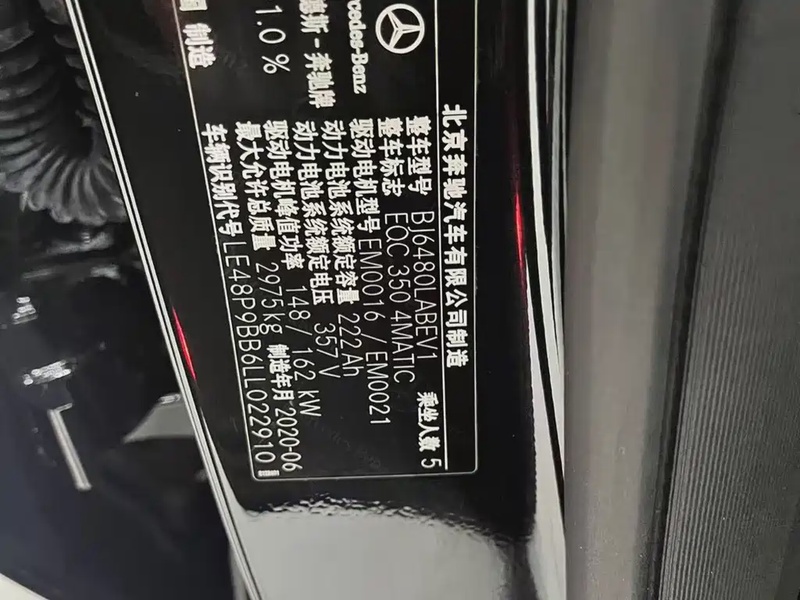 北京奔驰汽车有限公司制造
整车型号 BJ6480LABEV1
整车标志 EQC 350 4MATIC 乘坐人数 5
驱动电机型号 EM0016 / EM0021
动力电池系统额定容量 222Ah
动力电池系统额定电压 357 V
驱动电机峰值功率 148 / 162 kW
最大允许总质量 2975kg 制造年月 2020-06
车辆识别代号 LE48P9BB6LL022910
rcedes-Benz
德斯-奔驰牌
1.0 %
国 制造